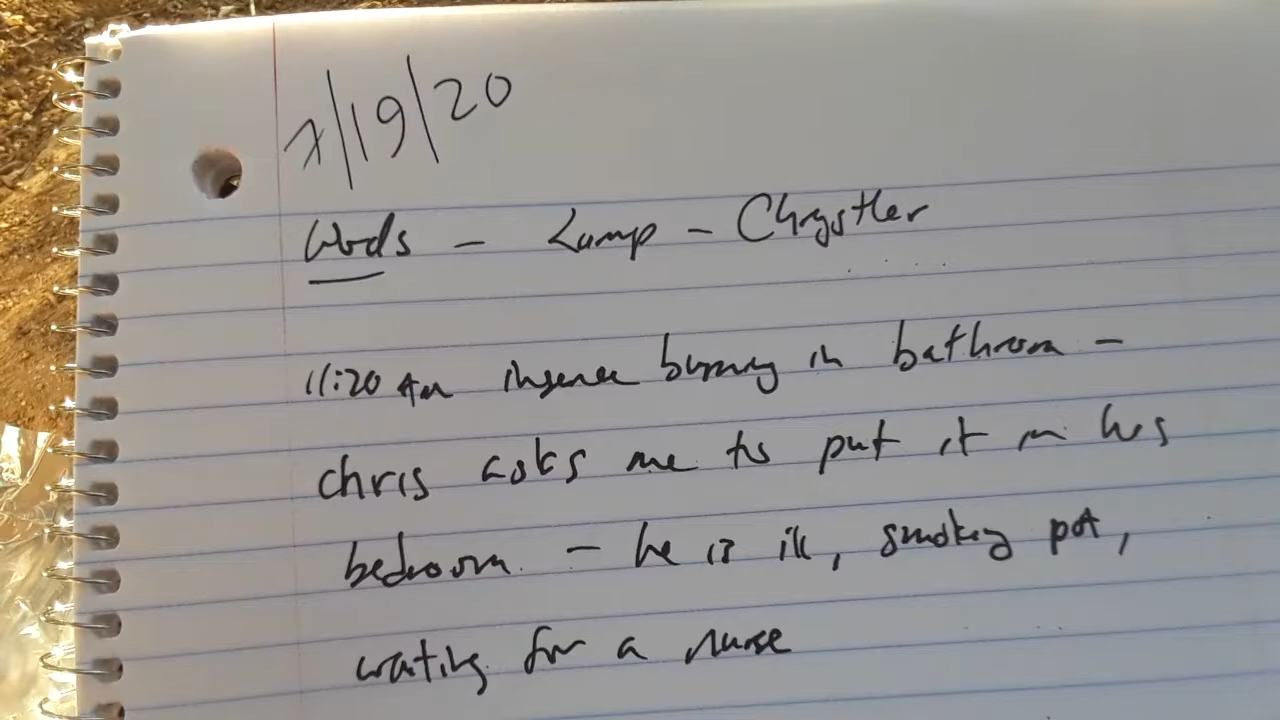 7/19/20
Words - Lamp - Chrystler
11:20 Am insence burning in bathroom -
chris asks me to put it in his
bedroom - he is ill, smoking pot,
waiting for a nurse